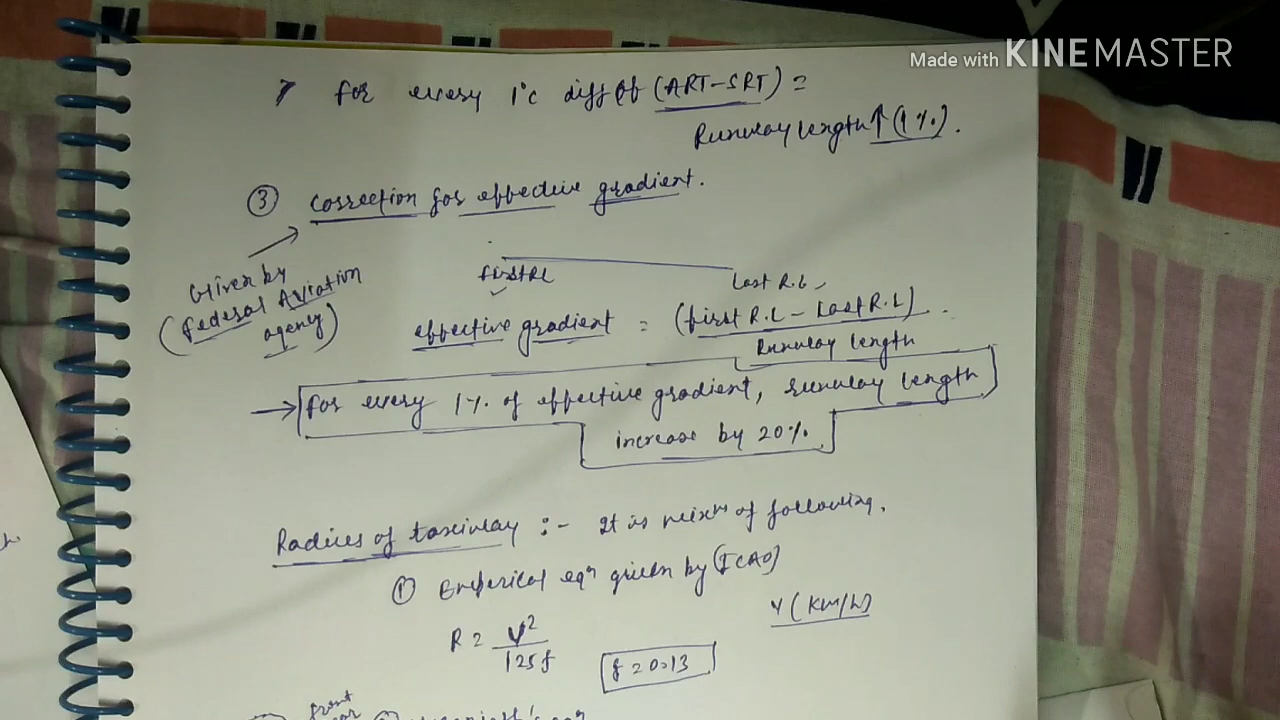 Made with KINEMASTER
for every 1°c diff of (ART-SRT) =
Runway length ↑ (1%).
③ Correction for effective gradient.
Given by
(Federal Aviation
agency)
first RL
Last R.L
effective gradient = (first R.L - Last R.L)
Runway length
→ for every 1% of effective gradient, runway length
increase by 20%.
Radius of taxiway :- It is of following.
① Emperical eqn given by (ICAO)
V (Km/h)
R = V²
125f
f = 0.13
front
②